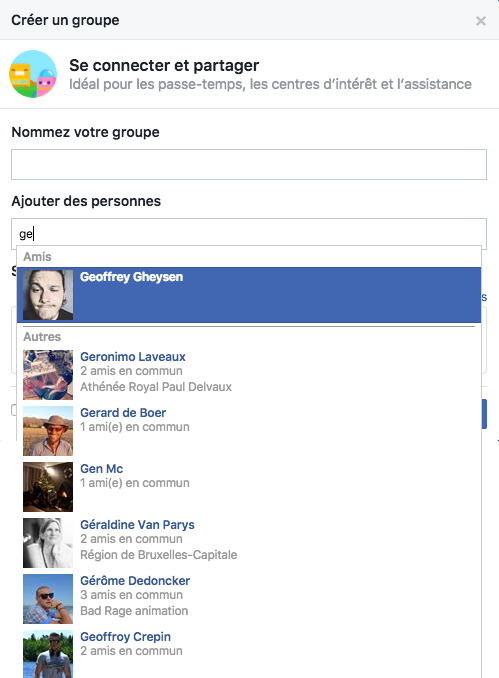 Créer un groupe
Se connecter et partager
Idéal pour les passe-temps, les centres d'intérêt et l'assistance
Nommez votre groupe
Ajouter des personnes
ge
Amis
Geoffrey Gheysen
Autres
Geronimo Laveaux
2 amis en commun
Athénée Royal Paul Delvaux
Gerard de Boer
1 ami(e) en commun
Gen Mc
1 ami(e) en commun
Géraldine Van Parys
2 amis en commun
Région de Bruxelles-Capitale
Gérôme Dedoncker
3 amis en commun
Bad Rage animation
Geoffroy Crepin
2 amis en commun